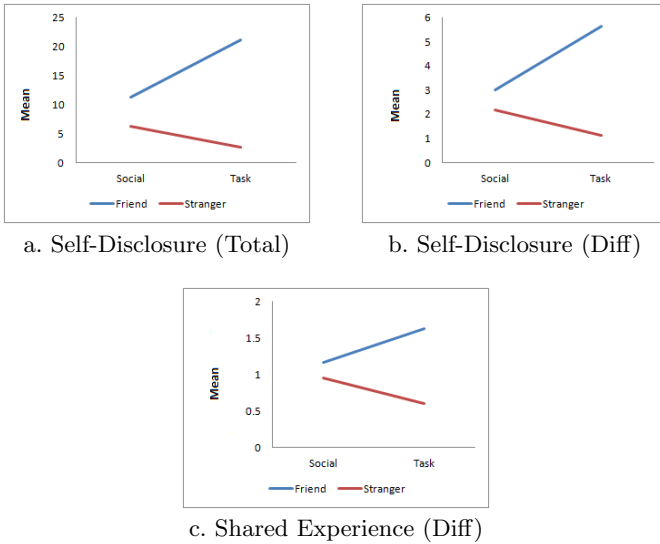 25
20
15
10
5
0
Mean
Social Task
Friend Stranger
a. Self-Disclosure (Total)
6
5
4
3
2
1
0
Mean
Social Task
Friend Stranger
b. Self-Disclosure (Diff)
2
1.5
1
0.5
0
Mean
Social Task
Friend Stranger
c. Shared Experience (Diff)